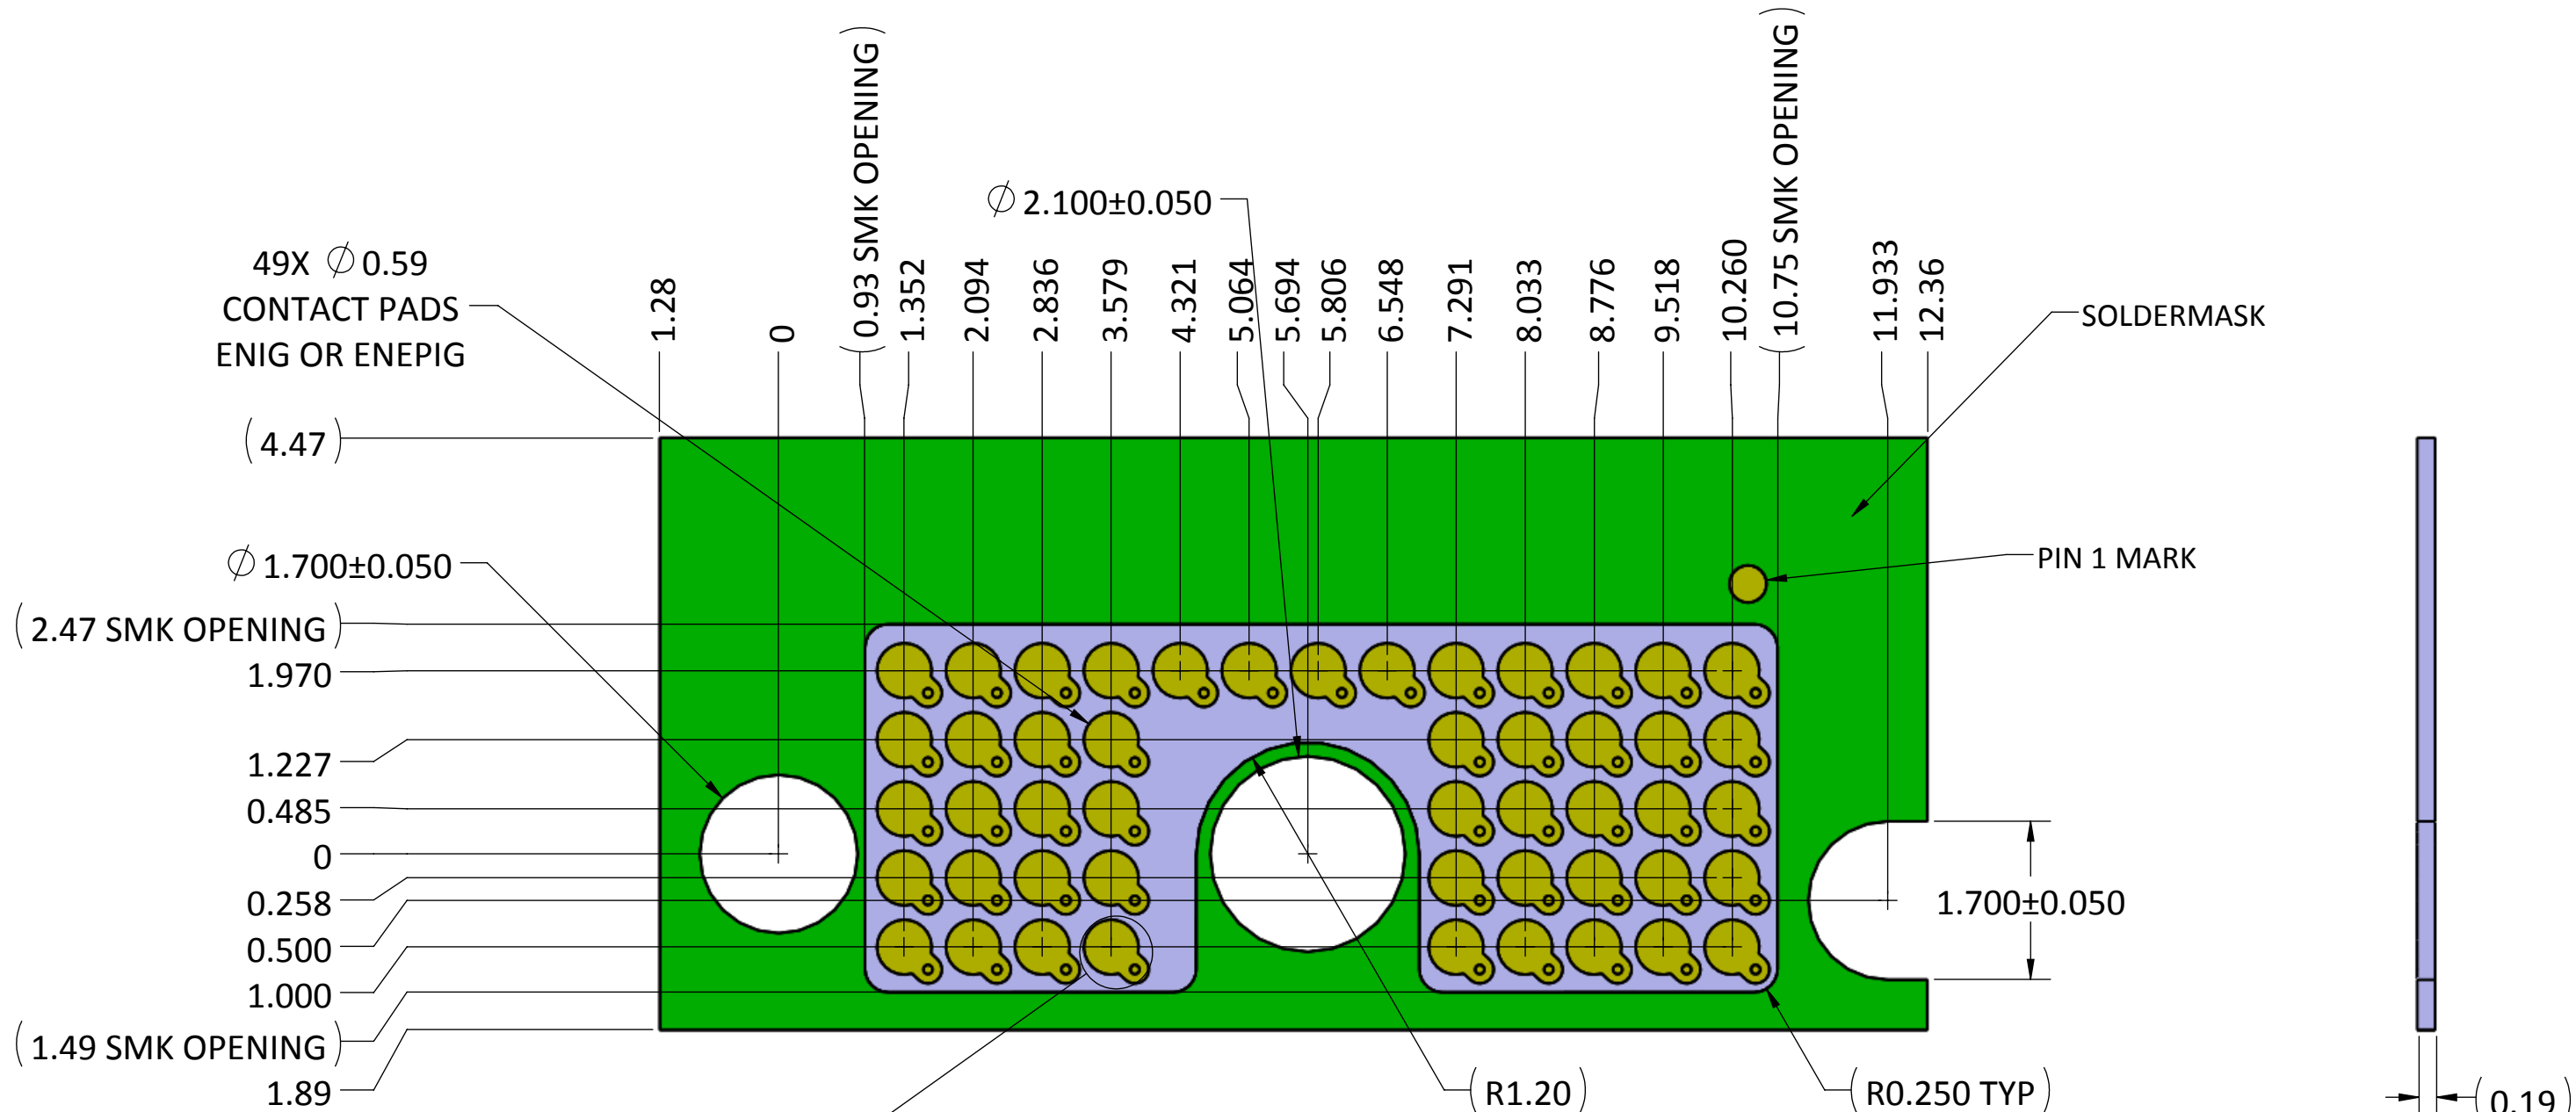 (0.93 SMK OPENING)
(10.75 SMK OPENING)
⌀ 2.100±0.050
49X ⌀ 0.59
CONTACT PADS
ENIG OR ENEPIG
1.28
0
1.352
2.094
2.836
3.579
4.321
5.064
5.694
5.806
6.548
7.291
8.033
8.776
9.518
10.260
11.933
12.36
SOLDERMASK
(4.47)
⌀ 1.700±0.050
PIN 1 MARK
(2.47 SMK OPENING)
1.970
1.227
0.485
0
0.258
0.500
1.000
(1.49 SMK OPENING)
1.89
1.700±0.050
(R1.20)
(R0.250 TYP)
(0.19)